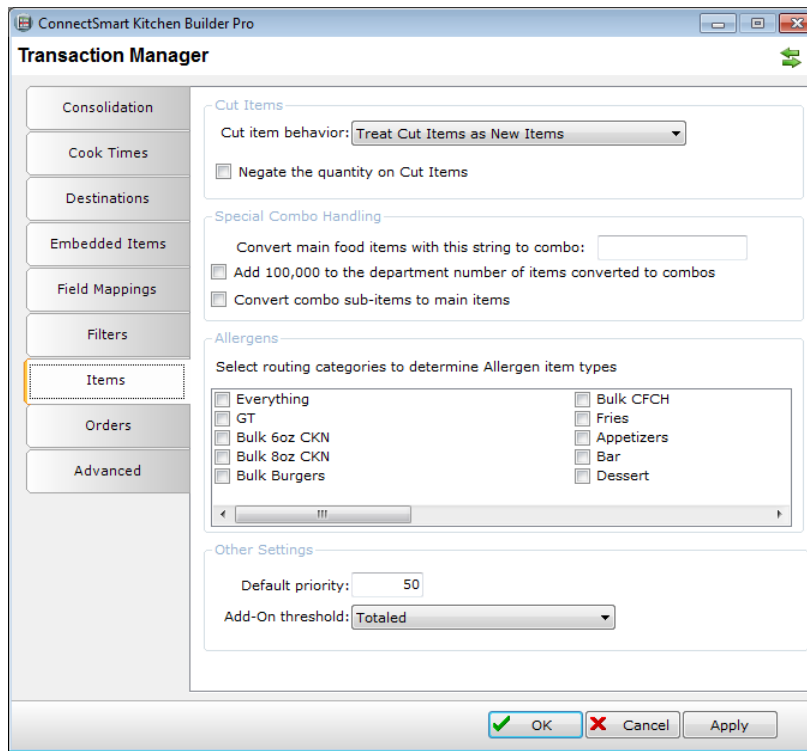 ConnectSmart Kitchen Builder Pro
Transaction Manager
Consolidation
Cook Times
Destinations
Embedded Items
Field Mappings
Filters
Items
Orders
Advanced
Cut Items
Cut item behavior: Treat Cut Items as New Items
Negate the quantity on Cut Items
Special Combo Handling
Convert main food items with this string to combo:
Add 100,000 to the department number of items converted to combos
Convert combo sub-items to main items
Allergens
Select routing categories to determine Allergen item types
Everything
GT
Bulk 6oz CKN
Bulk 8oz CKN
Bulk Burgers
Bulk CFCH
Fries
Appetizers
Bar
Dessert
Other Settings
Default priority: 50
Add-On threshold: Totaled
OK Cancel Apply